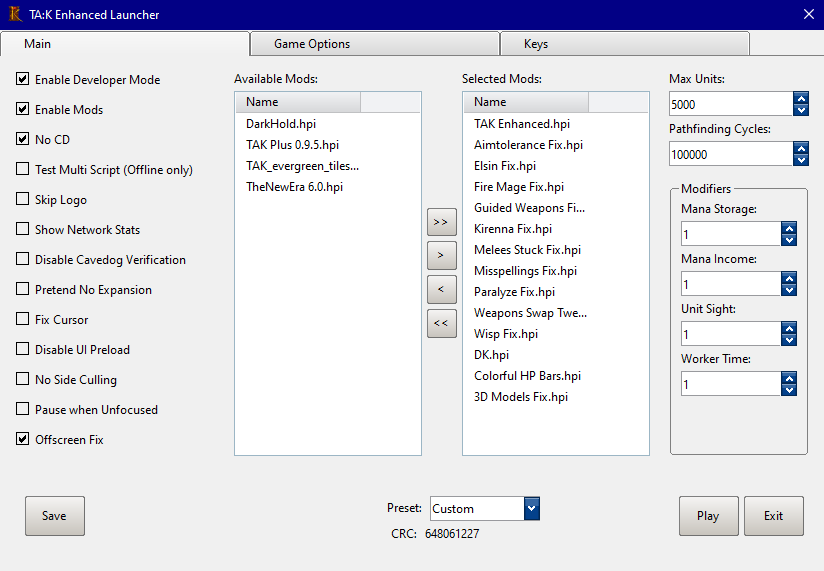 TA:K Enhanced Launcher
Main
Game Options
Keys
Enable Developer Mode
Enable Mods
No CD
Test Multi Script (Offline only)
Skip Logo
Show Network Stats
Disable Cavedog Verification
Pretend No Expansion
Fix Cursor
Disable UI Preload
No Side Culling
Pause when Unfocused
Offscreen Fix
Available Mods:
Name
DarkHold.hpi
TAK Plus 0.9.5.hpi
TAK_evergreen_tiles...
TheNewEra 6.0.hpi
>>
>
<
<<
Selected Mods:
Name
TAK Enhanced.hpi
Aimtolerance Fix.hpi
Elsin Fix.hpi
Fire Mage Fix.hpi
Guided Weapons Fi...
Kirenna Fix.hpi
Melees Stuck Fix.hpi
Misspellings Fix.hpi
Paralyze Fix.hpi
Weapons Swap Twe...
Wisp Fix.hpi
DK.hpi
Colorful HP Bars.hpi
3D Models Fix.hpi
Max Units:
5000
Pathfinding Cycles:
100000
Modifiers
Mana Storage:
1
Mana Income:
1
Unit Sight:
1
Worker Time:
1
Save
Preset: Custom
CRC: 648061227
Play
Exit